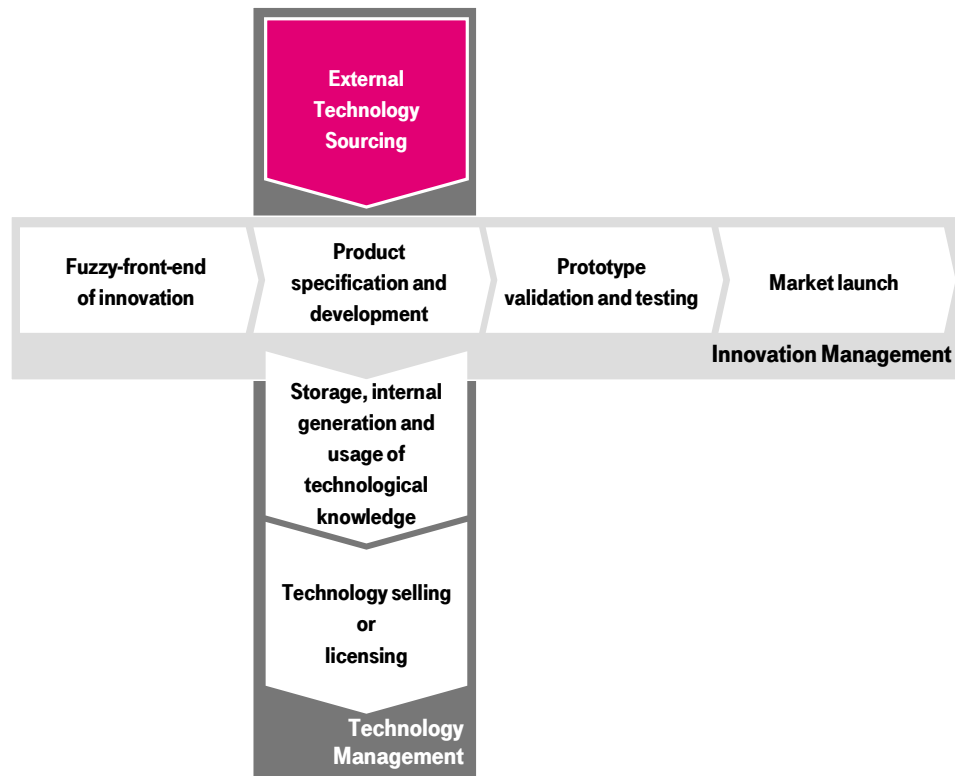 External
Technology
Sourcing
Fuzzy-front-end
of innovation
Product
specification and
development
Prototype
validation and testing
Market launch
Innovation Management
Storage, internal
generation and
usage of
technological
knowledge
Technology selling
or
licensing
Technology
Management